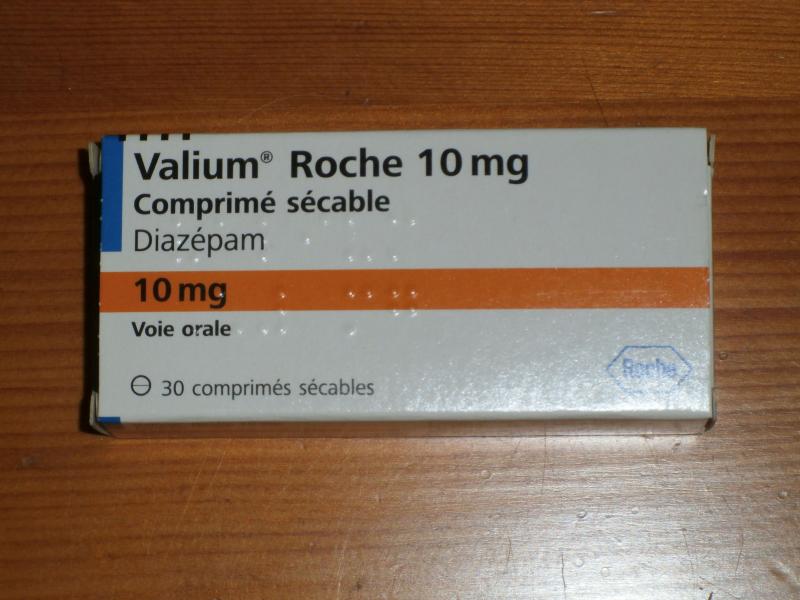 Valium® Roche 10 mg
Comprimé sécable
Diazépam
10 mg
Voie orale
30 comprimés sécables
Roche